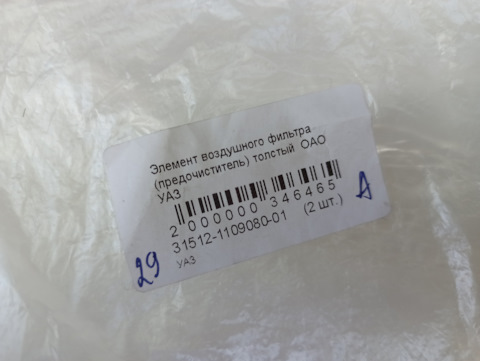 Элемент воздушного фильтра
(предочиститель) толстый ОАО
УАЗ
2 000000 346465
31512-1109080-01 (2 шт.)
УАЗ
29
А